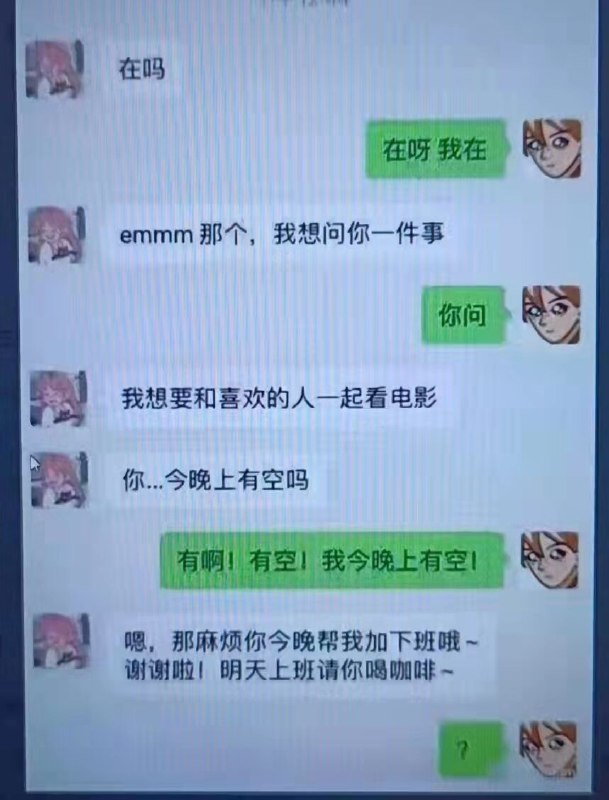 在吗
在呀 我在
emmm 那个，我想问你一件事
你问
我想要和喜欢的人一起看电影
你...今晚上有空吗
有啊！有空！我今晚上有空！
嗯，那麻烦你今晚帮我加下班哦~
谢谢啦！明天上班请你喝咖啡~
？